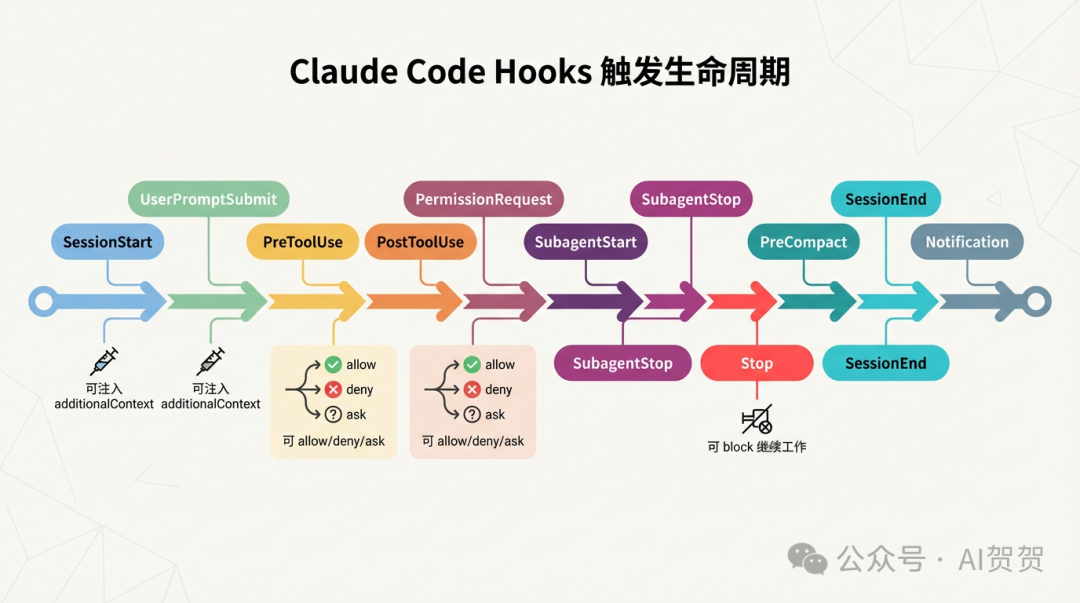 Claude Code Hooks 触发生命周期
UserPromptSubmit
PermissionRequest
SubagentStop
SessionEnd
SessionStart
PreToolUse
PostToolUse
SubagentStart
PreCompact
Notification
可注入
additionalContext
可注入
additionalContext
allow
deny
ask
可 allow/deny/ask
allow
deny
ask
可 allow/deny/ask
SubagentStop
Stop
SessionEnd
可 block 继续工作
公众号 · AI贺贺